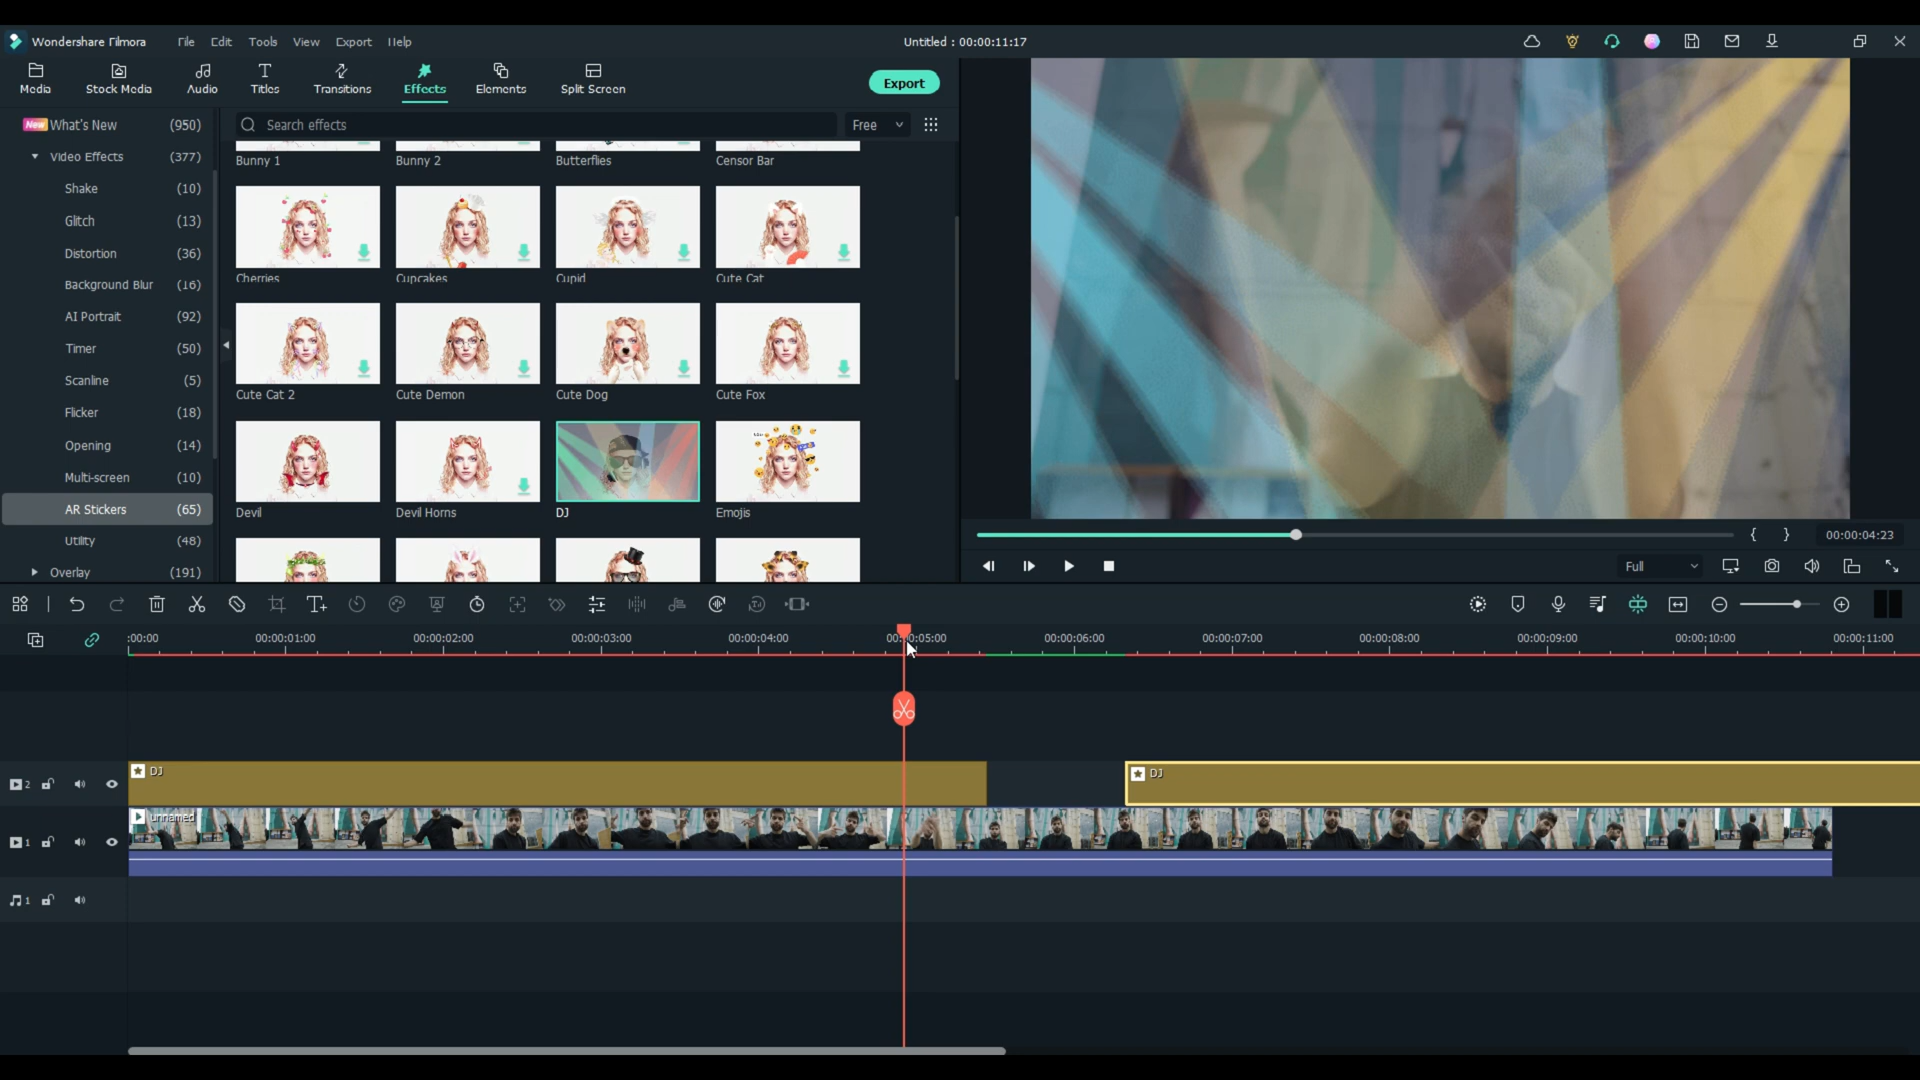 Wondershare Filmora
File Edit Tools View Export Help
Untitled : 00:00:11:17
Media Stock Media Audio Titles Transitions Effects Elements Split Screen
Export
New What's New (950)
Video Effects (377)
Shake (10)
Glitch (13)
Distortion (36)
Background Blur (16)
AI Portrait (92)
Timer (50)
Scanline (5)
Flicker (18)
Opening (14)
Multi-screen (10)
AR Stickers (65)
Utility (48)
Overlay (191)
Search effects
Free
Bunny 1 Bunny 2 Butterflies Censor Bar
Cherries Cupcakes Cupid Cute Cat
Cute Cat 2 Cute Demon Cute Dog Cute Fox
Devil Devil Horns DJ Emojis
{ } 00:00:04:23
Full
:00:00 00:00:01:00 00:00:02:00 00:00:03:00 00:00:04:00 00:00:05:00 00:00:06:00 00:00:07:00 00:00:08:00 00:00:09:00 00:00:10:00 00:00:11:00
2 DJ DJ
1 unnamed
1